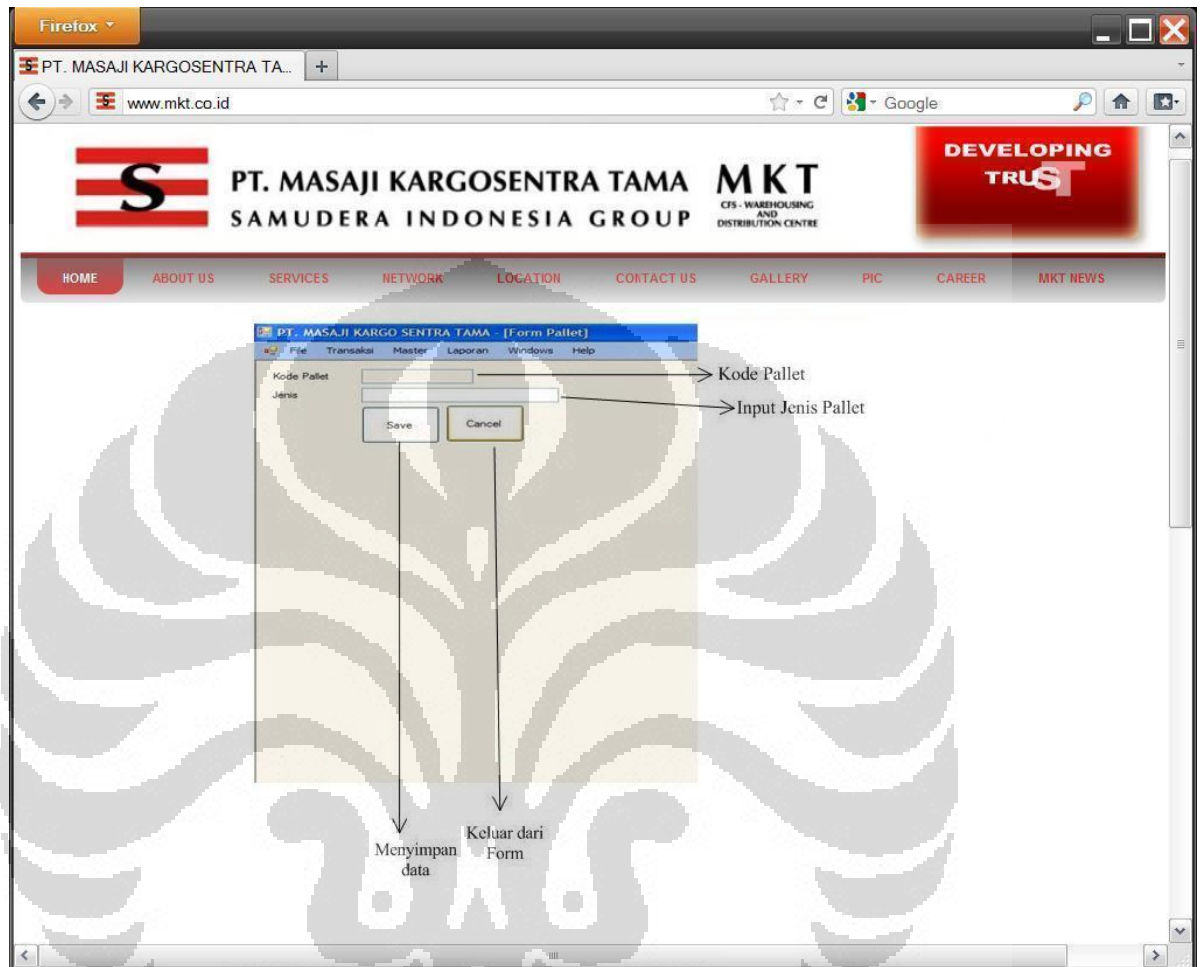 Firefox
PT. MASAJI KARGOSENTRA TA...
www.mkt.co.id
Google
S
PT. MASAJI KARGOSENTRA TAMA
SAMUDERA INDONESIA GROUP
MKT
CFS - WAREHOUSING
AND
DISTRIBUTION CENTRE
DEVELOPING
TRUST
HOME ABOUT US SERVICES NETWORK LOCATION CONTACT US GALLERY PIC CAREER MKT NEWS
PT. MASAJI KARGO SENTRA TAMA - [Form Pallet]
File Transaksi Master Laporan Windows Help
Kode Pallet
Kode Pallet
Jenis
Input Jenis Pallet
Save Cancel
Menyimpan
data
Keluar dari
Form